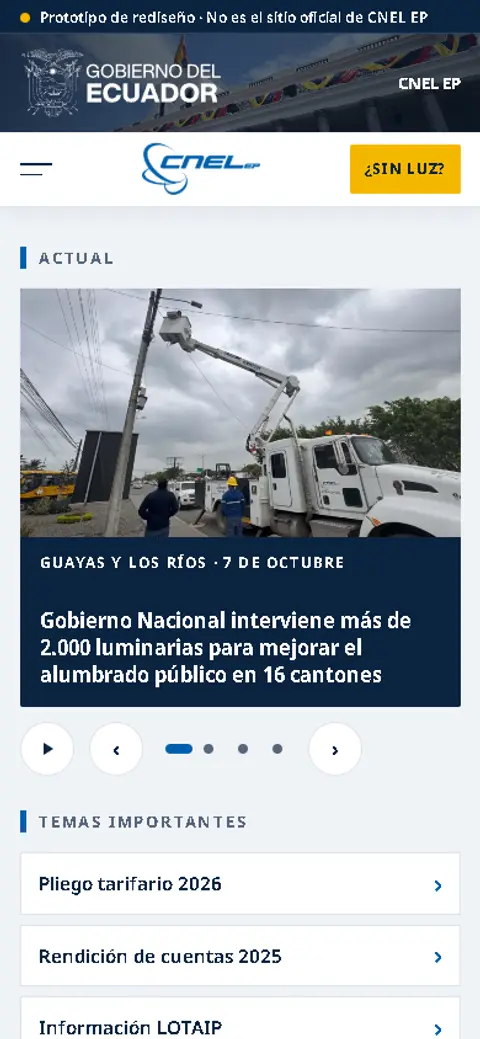 Prototipo de rediseño · No es el sitio oficial de CNEL EP
GOBIERNO DEL
ECUADOR
CNEL EP
CNEL EP
¿SIN LUZ?
ACTUAL
GUAYAS Y LOS RÍOS · 7 DE OCTUBRE
Gobierno Nacional interviene más de
2.000 luminarias para mejorar el
alumbrado público en 16 cantones
TEMAS IMPORTANTES
Pliego tarifario 2026
Rendición de cuentas 2025
Información LOTAIP